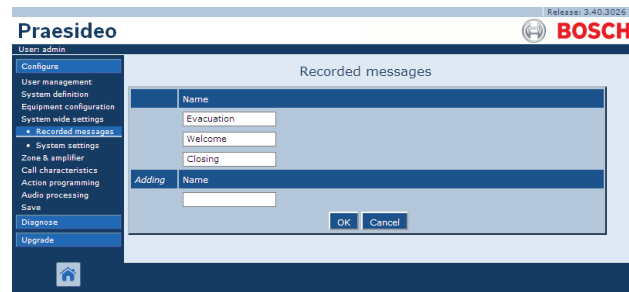 Release: 3.40.3026
Praesideo
BOSCH
User: admin
Configure
User management
System definition
Equipment configuration
System wide settings
• Recorded messages
• System settings
Zone & amplifier
Call characteristics
Action programming
Audio processing
Save
Diagnose
Upgrade
Recorded messages
Name
Evacuation
Welcome
Closing
Adding Name
OK Cancel